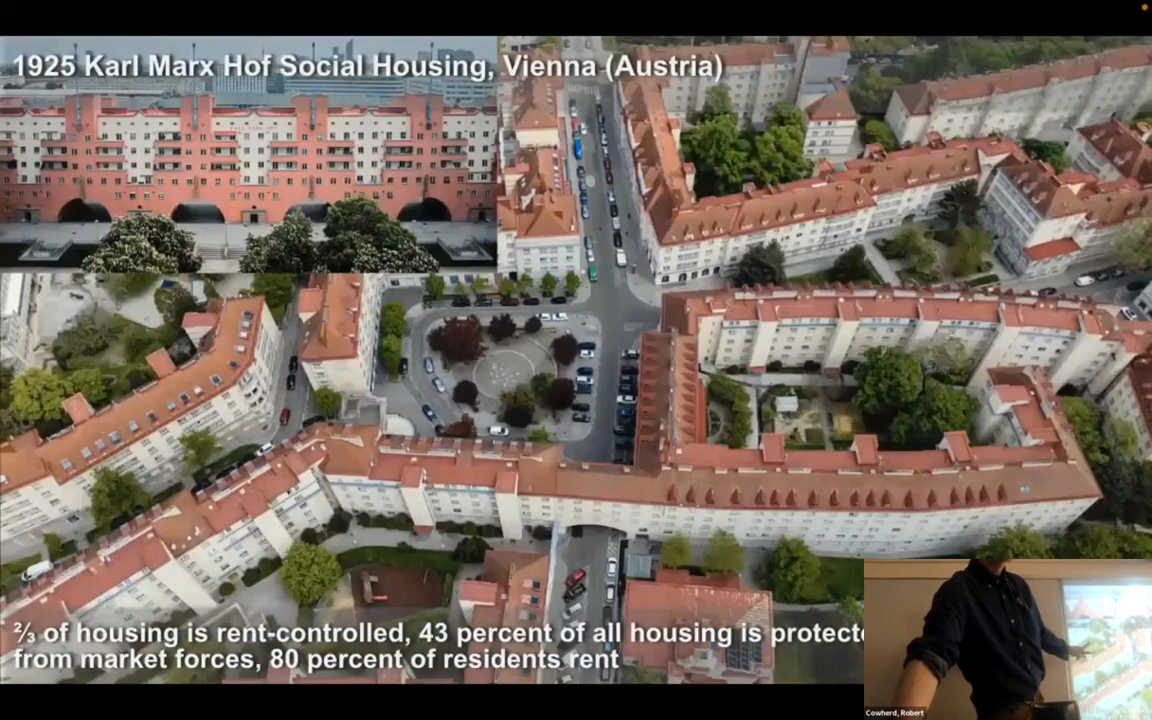 1925 Karl Marx Hof Social Housing, Vienna (Austria)
⅔ of housing is rent-controlled, 43 percent of all housing is protect
from market forces, 80 percent of residents rent
Cowherd, Robert